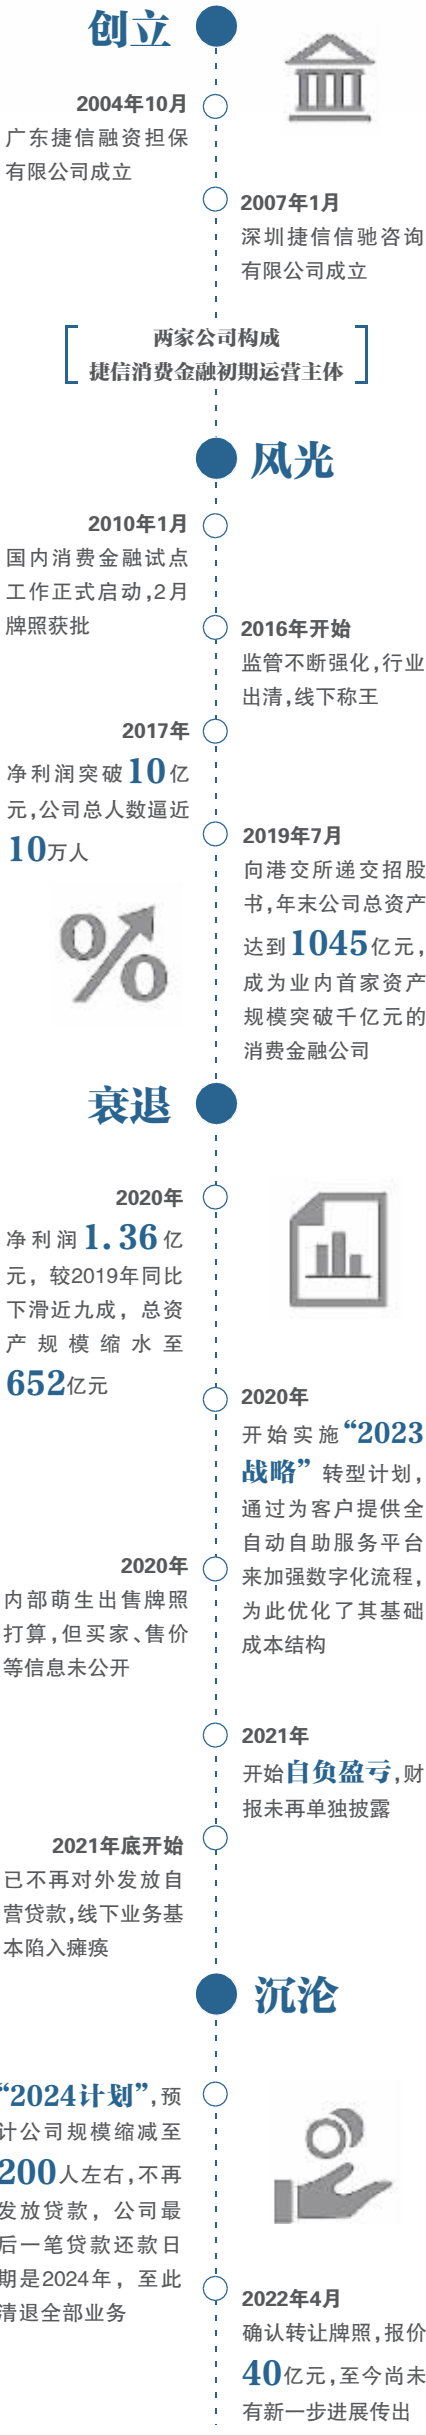 创立
2004年10月
广东捷信融资担保
有限公司成立
2007年1月
深圳捷信信驰咨询
有限公司成立
两家公司构成
捷信消费金融初期运营主体
风光
2010年1月
国内消费金融试点
工作正式启动,2月
牌照获批
2016年开始
监管不断强化,行业
出清,线下称王
2017年
净利润突破10亿
元,公司总人数逼近
10万人
2019年7月
向港交所递交招股
书,年末公司总资产
达到1045亿元,
成为业内首家资产
规模突破千亿元的
消费金融公司
衰退
2020年
净利润1.36亿
元，较2019年同比
下滑近九成，总资
产规模缩水至
652亿元
2020年
开始实施“2023
战略”转型计划,
通过为客户提供全
自动自助服务平台
来加强数字化流程,
为此优化了其基础
成本结构
2020年
内部萌生出售牌照
打算,但买家、售价
等信息未公开
2021年
开始自负盈亏,财
报未再单独披露
2021年底开始
已不再对外发放自
营贷款,线下业务基
本陷入瘫痪
沉沦
“2024计划”,预
计公司规模缩减至
200人左右,不再
发放贷款，公司最
后一笔贷款还款日
期是2024年，至此
清退全部业务
2022年4月
确认转让牌照,报价
40亿元,至今尚未
有新一步进展传出